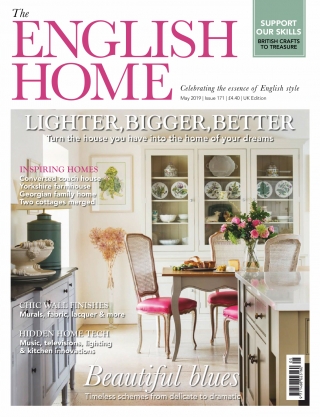 The
ENGLISH
HOME
SUPPORT
OUR SKILLS
BRITISH CRAFTS
TO TREASURE
Celebrating the essence of English style
May 2019 | Issue 171 | £4.40 | UK Edition
LIGHTER, BIGGER, BETTER
Turn the house you have into the home of your dreams
INSPIRING HOMES
Converted coach house
Yorkshire farmhouse
Georgian family home
Two cottages merged
CHIC WALL FINISHES
Murals, fabric, lacquer & more
HIDDEN HOME TECH
Music, televisions, lighting
& kitchen innovations
Beautiful blues
Timeless schemes from delicate to dramatic